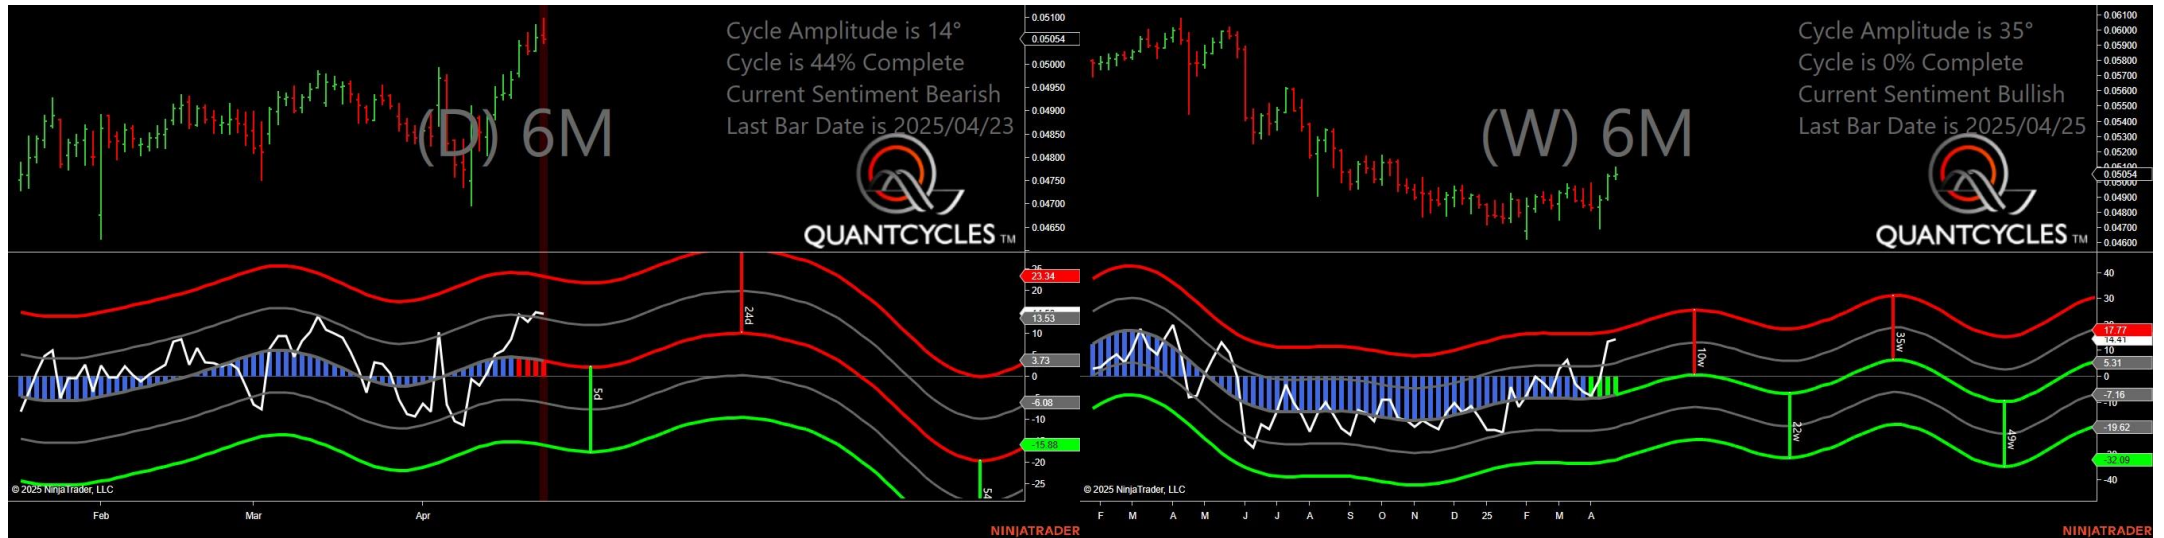 Cycle Amplitude is 14°
Cycle is 44% Complete
Current Sentiment Bearish
Last Bar Date is 2025/04/23
(D) 6M
QUANTCYCLES TM
0.05100
0.05054
0.05000
0.04950
0.04900
0.04850
0.04800
0.04750
0.04700
0.04650
23.34
20
13.53
10
3.73
0
-6.08
-10
-15.88
-20
-25
24d
5d
54
© 2025 NinjaTrader, LLC
Feb Mar Apr
NINJATRADER
Cycle Amplitude is 35°
Cycle is 0% Complete
Current Sentiment Bullish
Last Bar Date is 2025/04/25
(W) 6M
QUANTCYCLES TM
0.06100
0.06000
0.05900
0.05800
0.05700
0.05600
0.05500
0.05400
0.05300
0.05200
0.05100
0.05054
0.05000
0.04900
0.04800
0.04700
0.04600
40
30
17.77
14.41
10
5.31
0
-7.16
-10
-19.62
-32.09
-40
10w
22w
35w
49w
© 2025 NinjaTrader, LLC
F M A M J J A S O N D 25 F M A
NINJATRADER